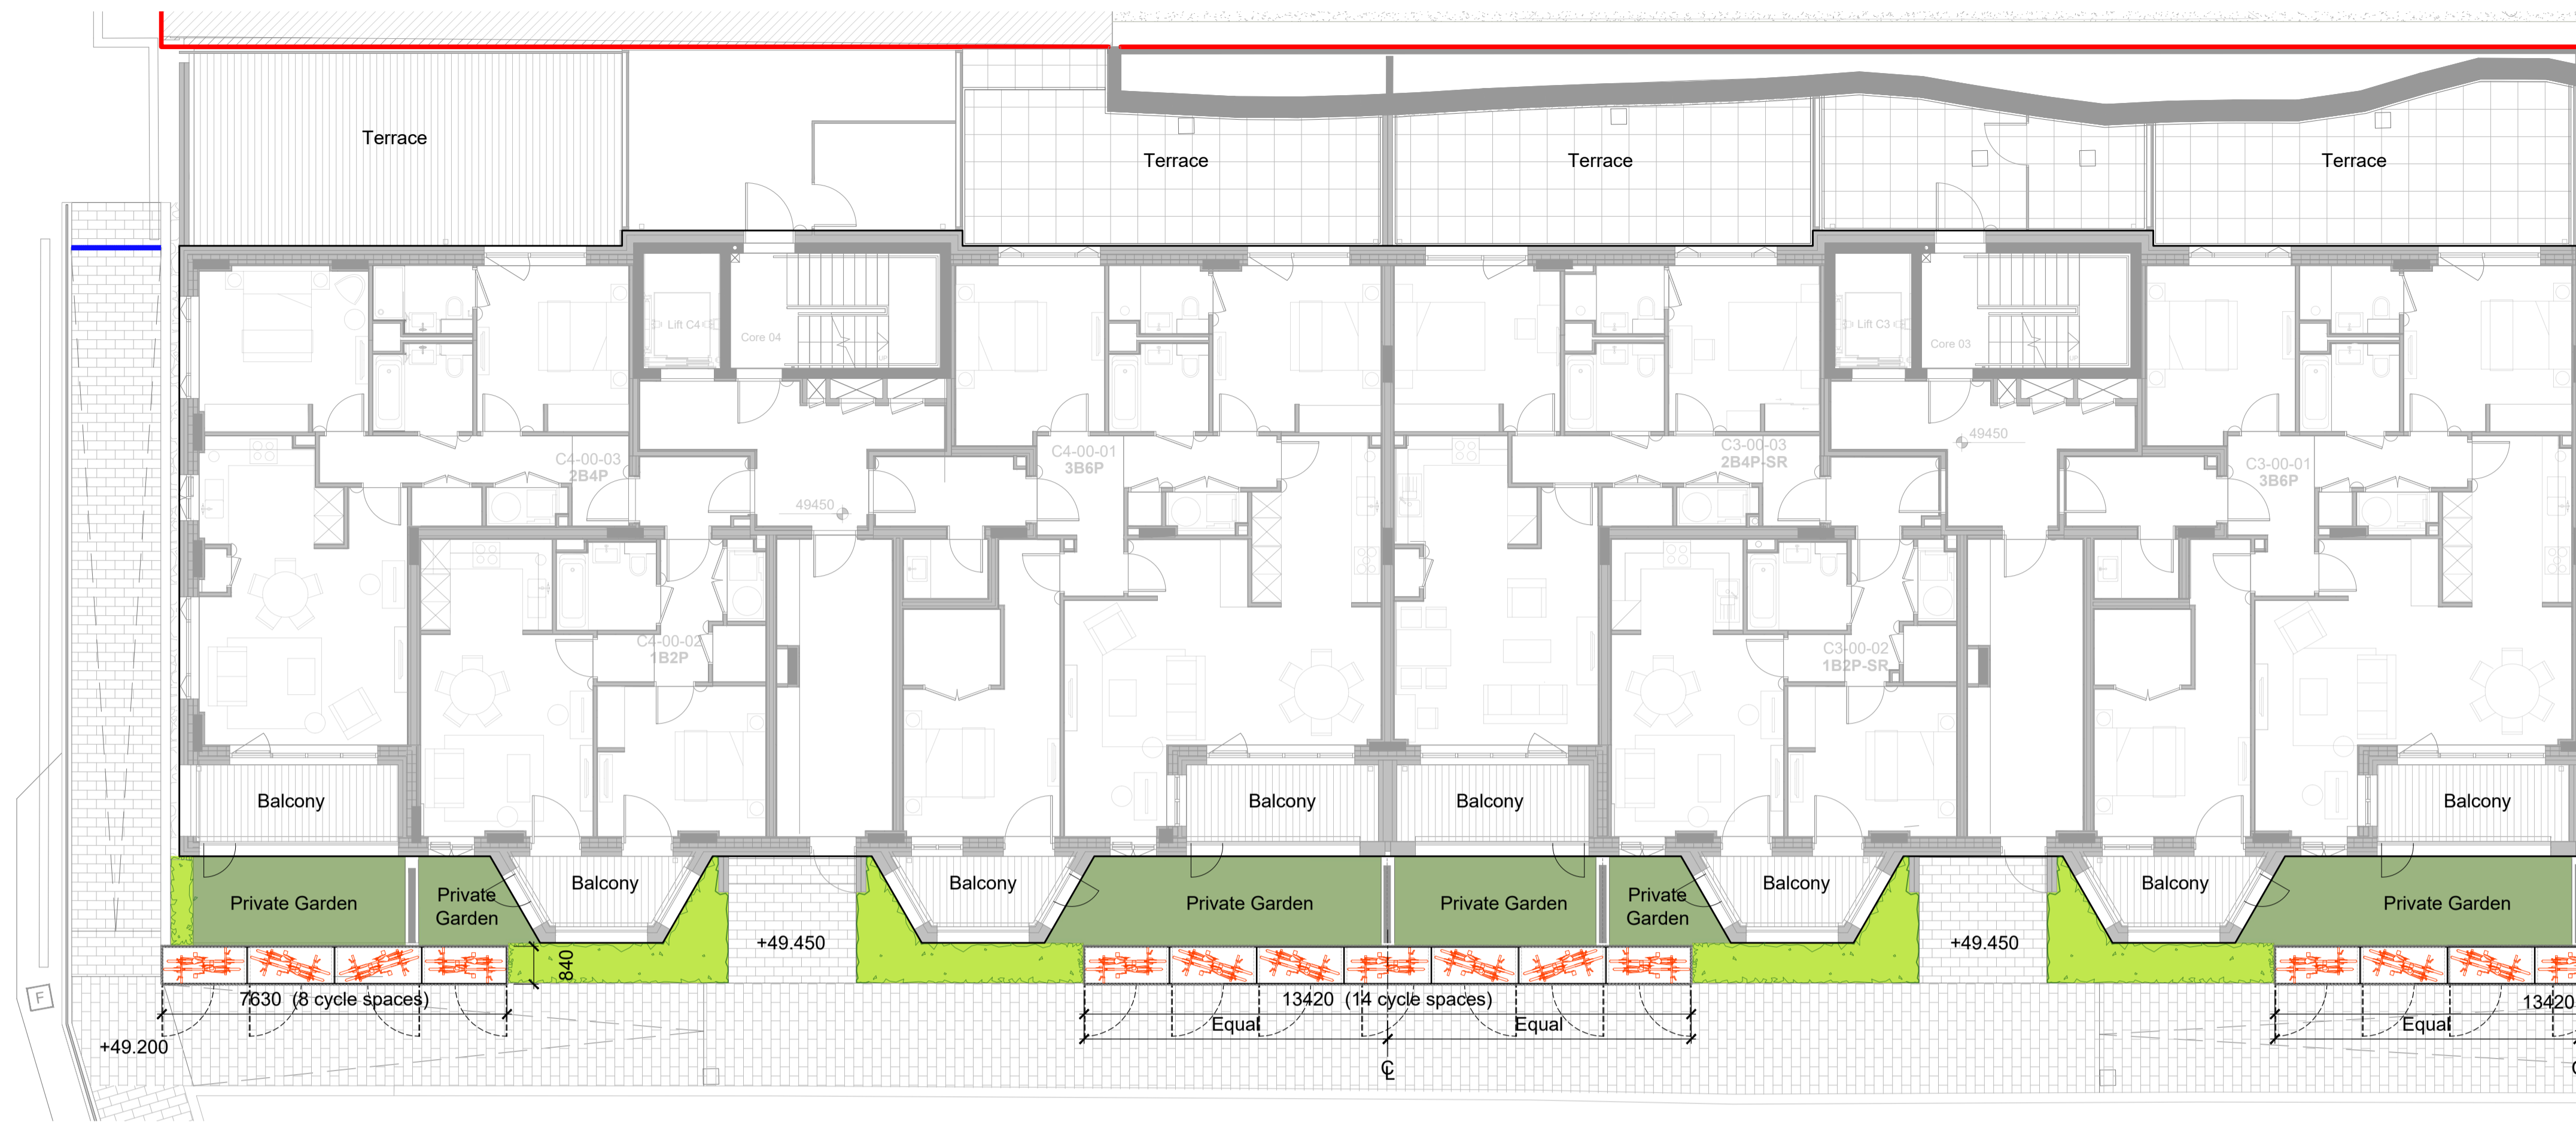 Terrace
Terrace
Terrace
Terrace
Lift C4
Core 04
Lift C3
Core 03
C4-00-03
2B4P
C4-00-01
3B6P
C3-00-03
2B4P-SR
49450
C3-00-01
3B6P
49450
C4-00-02
1B2P
C3-00-02
1B2P-SR
Balcony
Balcony
Balcony
Balcony
Balcony
Balcony
Balcony
Balcony
Private Garden
Private
Garden
Private Garden
Private Garden
Private
Garden
Private Garden
+49.450
+49.450
840
7630 (8 cycle spaces)
13420 (14 cycle spaces)
13420
Equal
Equal
Equal
+49.200
F